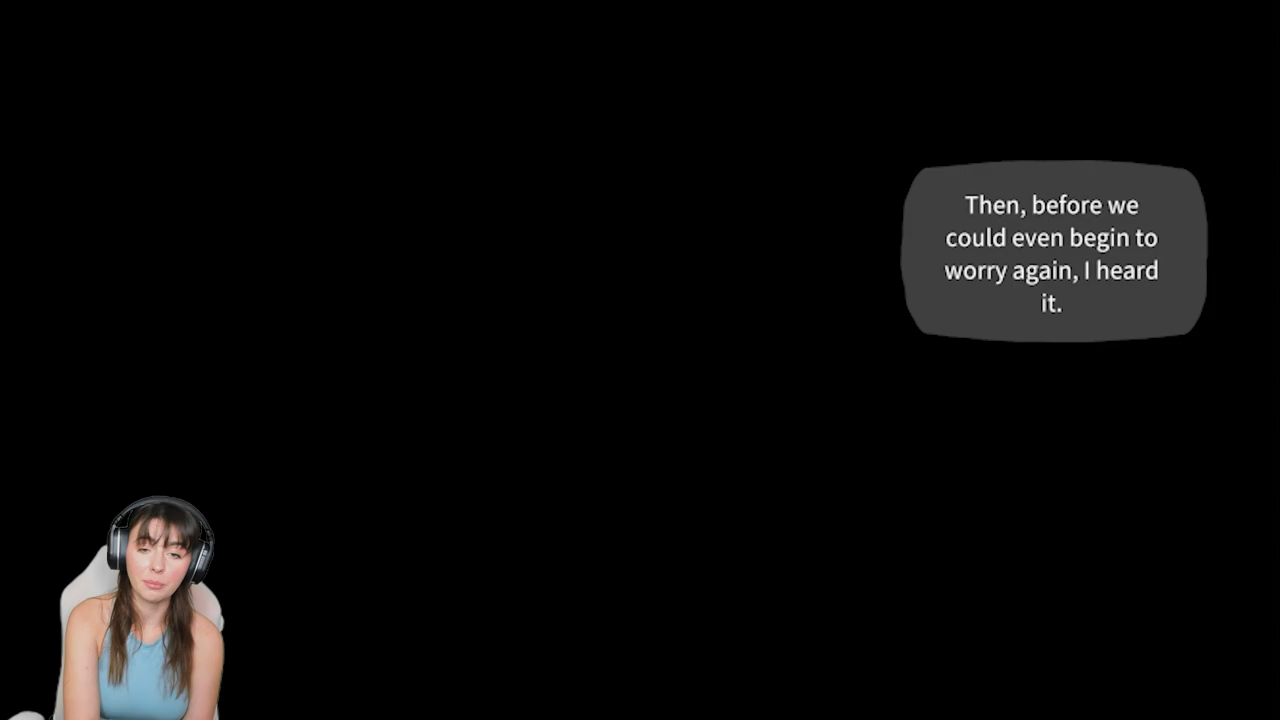 Then, before we
could even begin to
worry again, I heard
it.